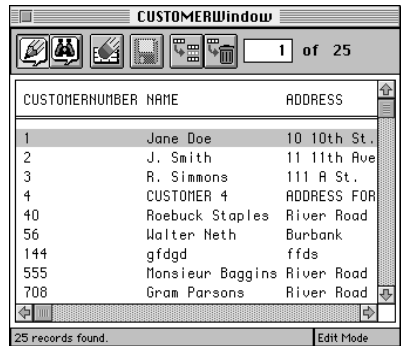 CUSTOMERWindow
1 of 25
CUSTOMERNUMBER NAME ADDRESS
1 Jane Doe 10 10th St.
2 J. Smith 11 11th Ave
3 R. Simmons 111 A St.
4 CUSTOMER 4 ADDRESS FOR
40 Roebuck Staples River Road
56 Walter Neth Burbank
144 gfdgd ffds
555 Monsieur Baggins River Road
708 Gram Parsons River Road
25 records found. Edit Mode